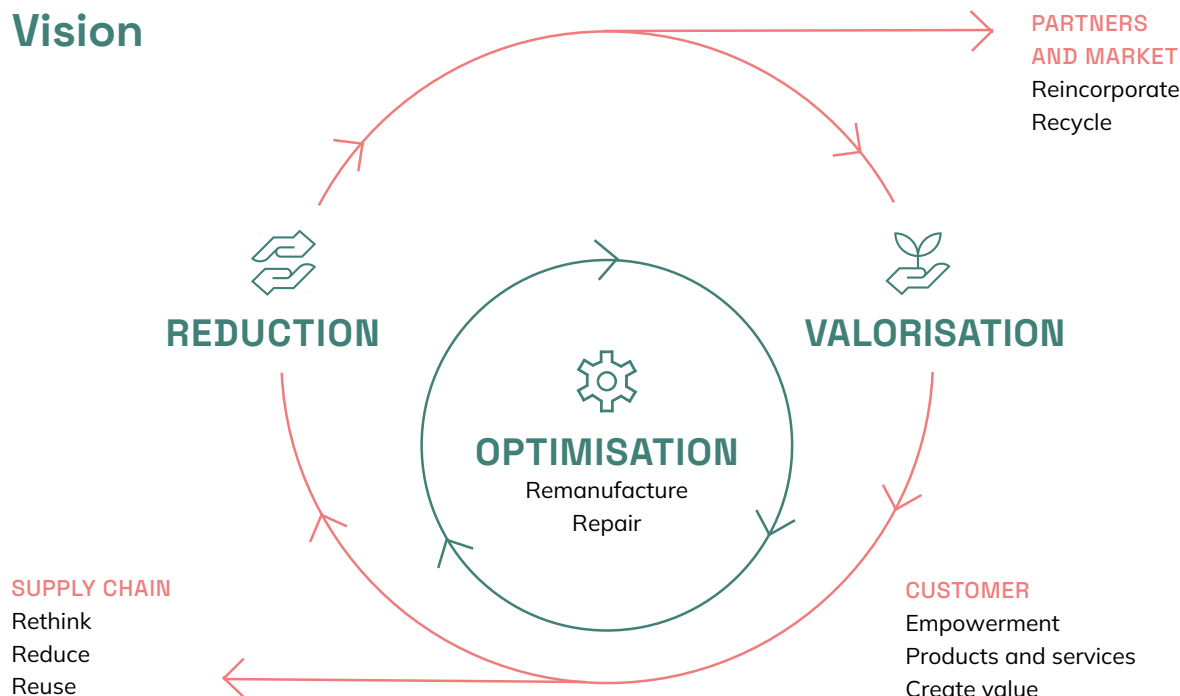 Vision
PARTNERS
AND MARKET
Reincorporate
Recycle
REDUCTION
VALORISATION
OPTIMISATION
Remanufacture
Repair
SUPPLY CHAIN
Rethink
Reduce
Reuse
CUSTOMER
Empowerment
Products and services
Create value